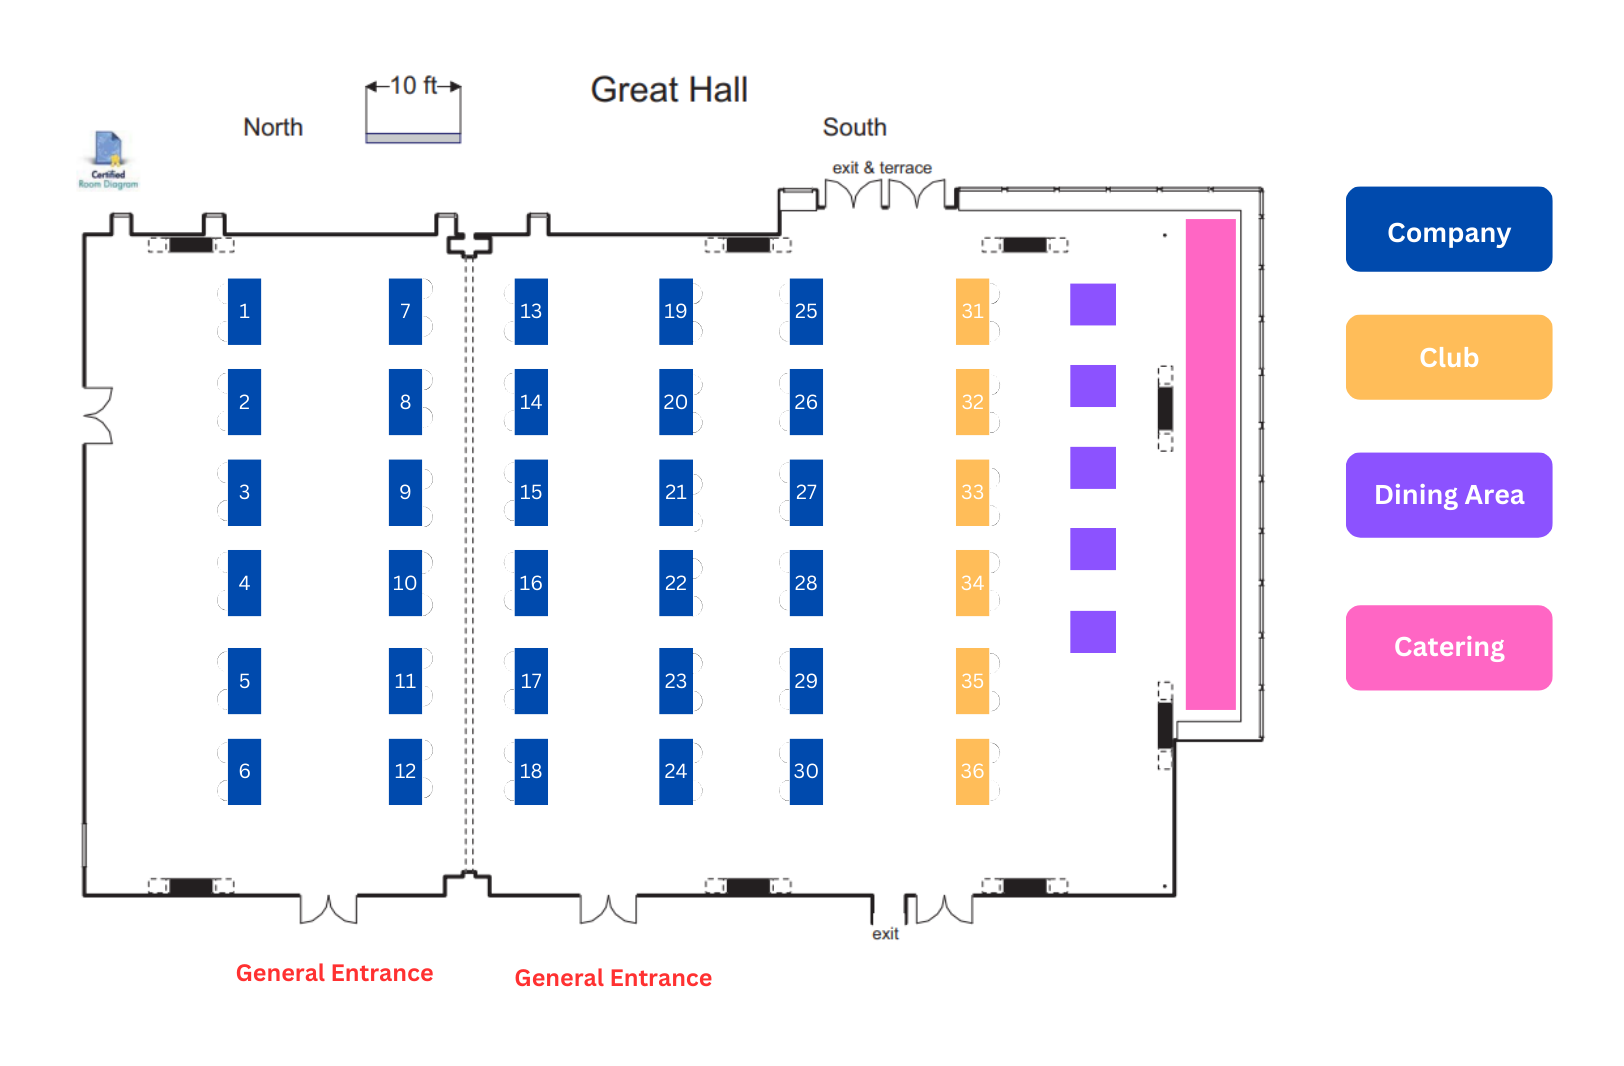 10 ft
Great Hall
North
South
Certified
Room Diagram
exit & terrace
Company
Club
Dining Area
Catering
1
7
13
19
25
31
2
8
14
20
26
32
3
9
15
21
27
33
4
10
16
22
28
34
5
11
17
23
29
35
6
12
18
24
30
36
exit
General Entrance
General Entrance